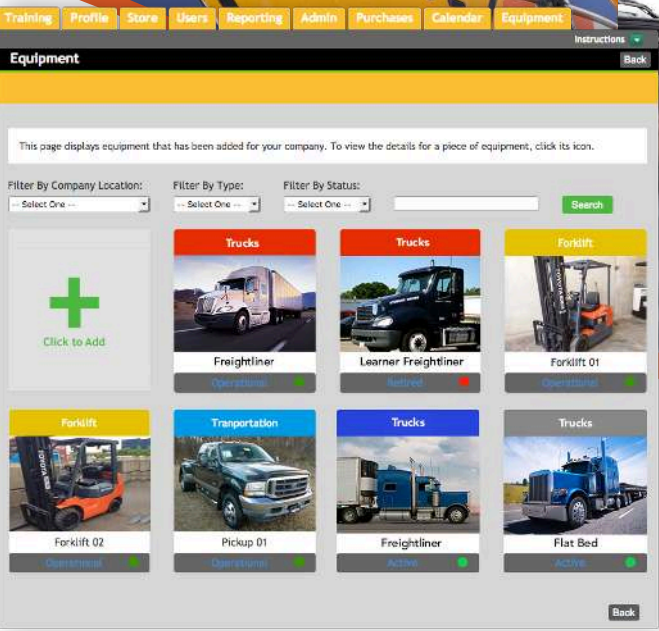 Training Profile Store Users Reporting Admin Purchases Calendar Equipment
Instructions
Equipment Back
This page displays equipment that has been added for your company. To view the details for a piece of equipment, click its icon.
Filter By Company Location: Filter By Type: Filter By Status:
-- Select One -- -- Select One -- -- Select One -- Search
Click to Add
Trucks
Freightliner
Operational
Trucks
Learner Freightliner
Retired
Forklift
Forklift 01
Operational
Forklift
TOYOTA
Forklift 02
Operational
Tranportation
Pickup 01
Operational
Trucks
Freightliner
Active
Trucks
Flat Bed
Active
Back